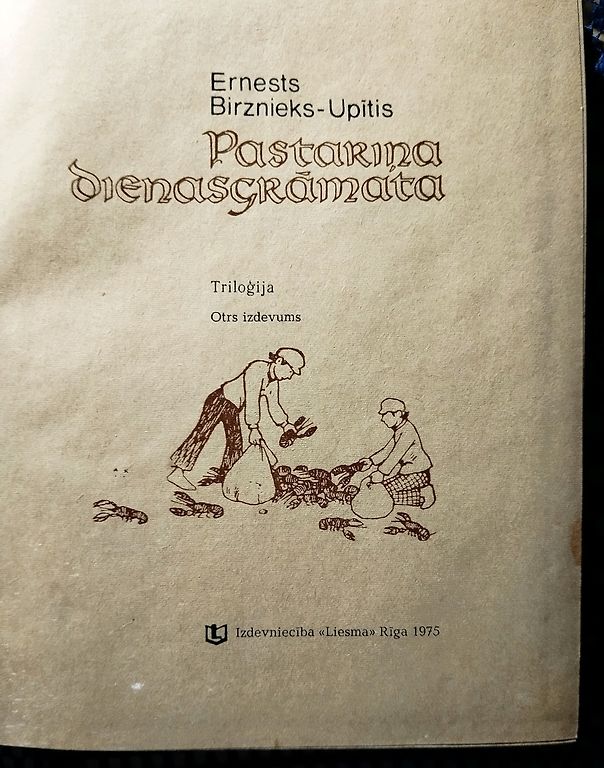 Ernests
Birznieks-Upītis
Pastariņa
dienasgrāmata
Triloģija
Otrs izdevums
Izdevniecība «Liesma» Rīga 1975